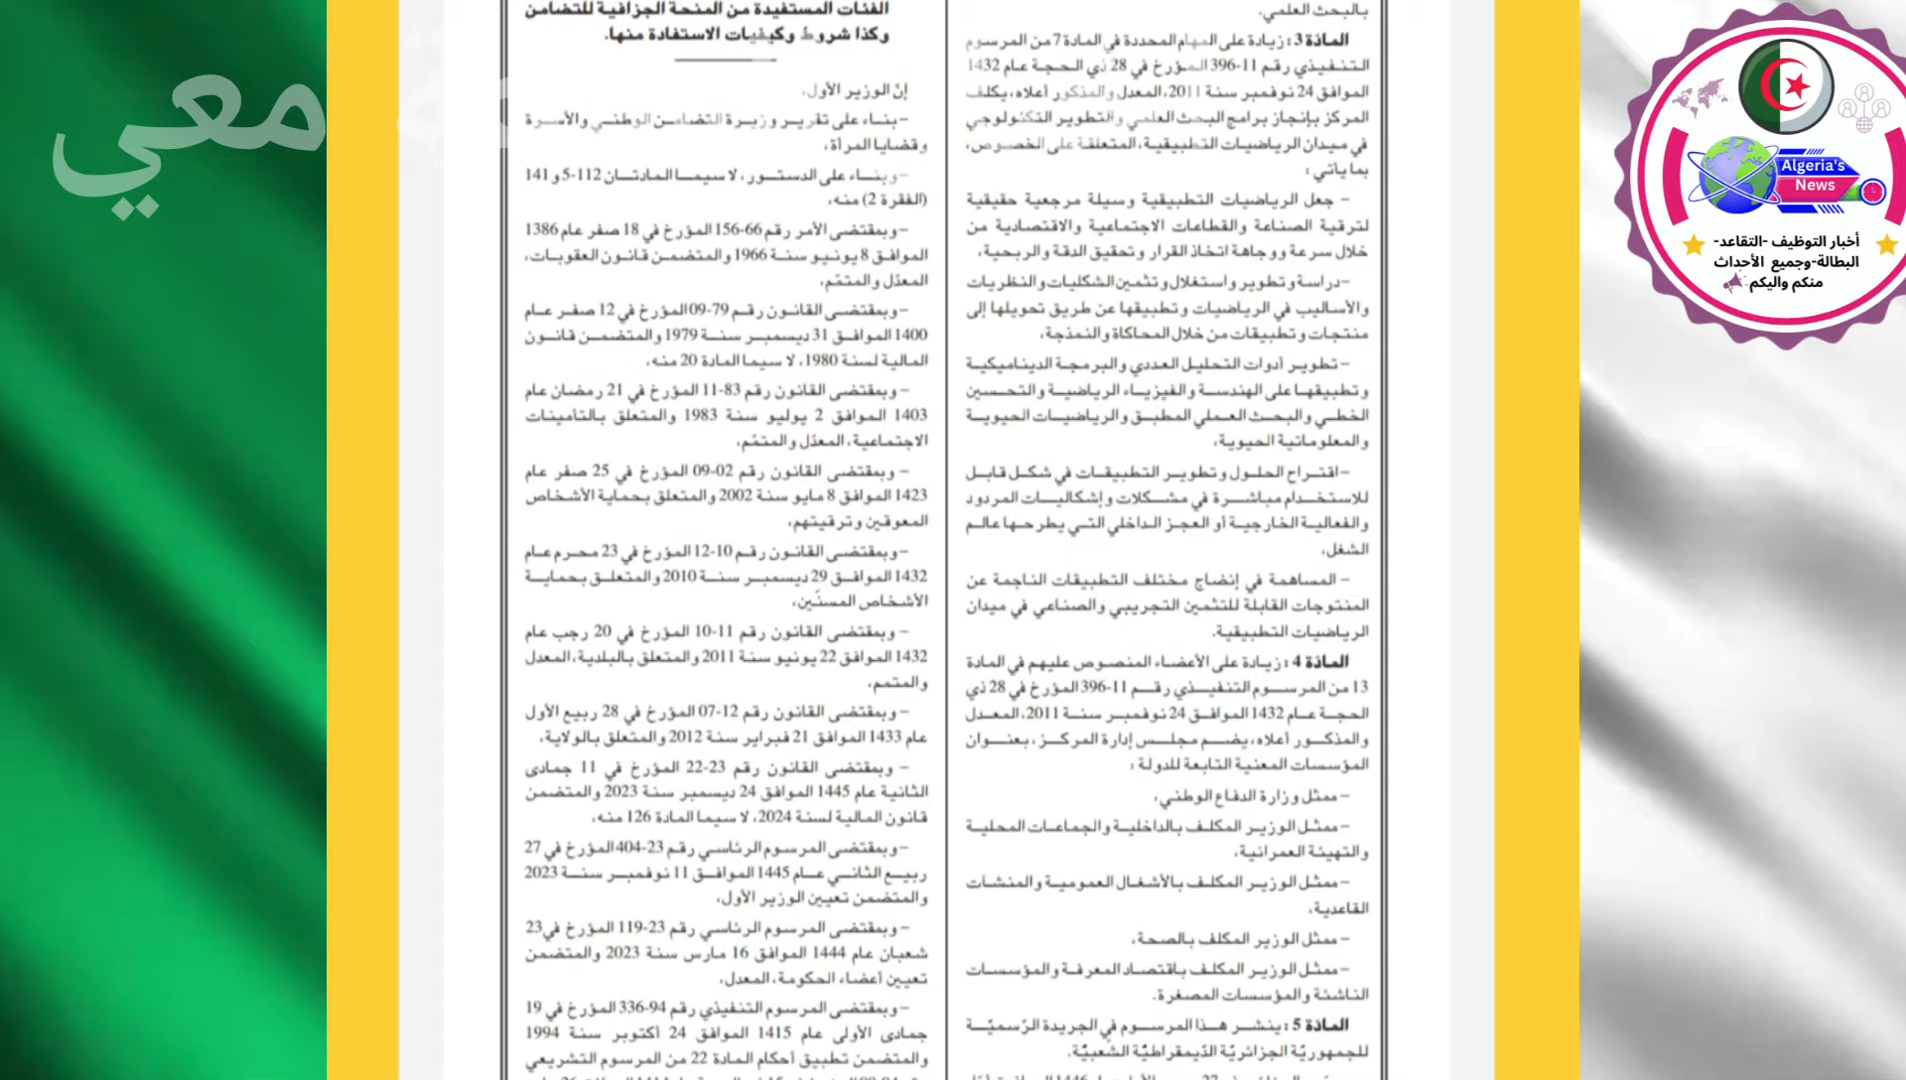 بالبحث العلمي.
المادة 3 : زيادة على المهام المحددة في المادة 7 من المرسوم
التنفيذي رقم 11-396 المؤرخ في 28 ذي الحجة عام 1432
الموافق 24 نوفمبر سنة 2011، المعدل والمذكور أعلاه، يكلف
المركز بإنجاز برامج البحث العلمي والتطوير التكنولوجي
في ميدان الرياضيات التطبيقية، المتعلقة على الخصوص،
بما يأتي :
– جعل الرياضيات التطبيقية وسيلة مرجعية حقيقية
لترقية الصناعة والقطاعات الاجتماعية والاقتصادية من
خلال سرعة ووجاهة اتخاذ القرار وتحقيق الدقة والربحية،
– دراسة وتطوير واستغلال وتثمين الشكليات والنظريات
والأساليب في الرياضيات وتطبيقها عن طريق تحويلها إلى
منتجات وتطبيقات من خلال المحاكاة والنمذجة،
– تطوير أدوات التحليل العددي والبرمجة الديناميكية
وتطبيقها على الهندسة والفيزياء الرياضية والتحسين
الخطي والبحث العملي المطبق والرياضيات الحيوية
والمعلوماتية الحيوية،
– اقتراح الحلول وتطوير التطبيقات في شكل قابل
للاستخدام مباشرة في مشكلات وإشكاليات المردود
والفعالية الخارجية أو العجز الداخلي التي يطرحها عالم
الشغل،
– المساهمة في إنضاج مختلف التطبيقات الناجمة عن
المنتوجات القابلة للتثمين التجريبي والصناعي في ميدان
الرياضيات التطبيقية.
المادة 4 : زيادة على الأعضاء المنصوص عليهم في المادة
13 من المرسوم التنفيذي رقم 11-396 المؤرخ في 28 ذي
الحجة عام 1432 الموافق 24 نوفمبر سنة 2011، المعدل
والمذكور أعلاه، يضم مجلس إدارة المركز، بعنوان
المؤسسات المعنية التابعة للدولة :
– ممثل وزارة الدفاع الوطني،
– ممثل الوزير المكلف بالداخلية والجماعات المحلية
والتهيئة العمرانية،
– ممثل الوزير المكلف بالأشغال العمومية والمنشآت
القاعدية،
– ممثل الوزير المكلف بالصحة،
– ممثل الوزير المكلف باقتصاد المعرفة والمؤسسات
الناشئة والمؤسسات المصغرة.
المادة 5 : ينشر هذا المرسوم في الجريدة الرّسميّة
للجمهوريّة الجزائريّة الدّيمقراطيّة الشّعبيّة.
الفئات المستفيدة من المنحة الجزافية للتضامن
وكذا شروط وكيفيات الاستفادة منها.
إنّ الوزير الأول،
– بناء على تقرير وزيرة التضامن الوطني والأسرة
وقضايا المرأة،
– وبناء على الدستور، لا سيما المادتان 112-5 و 141
(الفقرة 2) منه،
– وبمقتضى الأمر رقم 66-156 المؤرخ في 18 صفر عام 1386
الموافق 8 يونيو سنة 1966 والمتضمن قانون العقوبات،
المعدّل والمتمّم،
– وبمقتضى القانون رقم 79-09 المؤرخ في 12 صفر عام
1400 الموافق 31 ديسمبر سنة 1979 والمتضمن قانون
المالية لسنة 1980، لا سيما المادة 20 منه،
– وبمقتضى القانون رقم 83-11 المؤرخ في 21 رمضان عام
1403 الموافق 2 يوليو سنة 1983 والمتعلق بالتأمينات
الاجتماعية، المعدّل والمتمّم،
– وبمقتضى القانون رقم 02-09 المؤرخ في 25 صفر عام
1423 الموافق 8 مايو سنة 2002 والمتعلق بحماية الأشخاص
المعوقين وترقيتهم،
– وبمقتضى القانون رقم 10-12 المؤرخ في 23 محرم عام
1432 الموافق 29 ديسمبر سنة 2010 والمتعلق بحماية
الأشخاص المسنّين،
– وبمقتضى القانون رقم 11-10 المؤرخ في 20 رجب عام
1432 الموافق 22 يونيو سنة 2011 والمتعلق بالبلدية، المعدل
والمتمم،
– وبمقتضى القانون رقم 12-07 المؤرخ في 28 ربيع الأول
عام 1433 الموافق 21 فبراير سنة 2012 والمتعلق بالولاية،
– وبمقتضى القانون رقم 23-22 المؤرخ في 11 جمادى
الثانية عام 1445 الموافق 24 ديسمبر سنة 2023 والمتضمن
قانون المالية لسنة 2024، لا سيما المادة 126 منه،
– وبمقتضى المرسوم الرئاسي رقم 23-404 المؤرخ في 27
ربيع الثاني عام 1445 الموافق 11 نوفمبر سنة 2023
والمتضمن تعيين الوزير الأول،
– وبمقتضى المرسوم الرئاسي رقم 23-119 المؤرخ في 23
شعبان عام 1444 الموافق 16 مارس سنة 2023 والمتضمن
تعيين أعضاء الحكومة، المعدل،
– وبمقتضى المرسوم التنفيذي رقم 94-336 المؤرخ في 19
جمادى الأولى عام 1415 الموافق 24 أكتوبر سنة 1994
والمتضمن تطبيق أحكام المادة 22 من المرسوم التشريعي
معي
Algeria's
News
أخبار التوظيف -التقاعد-
البطالة-وجميع الأحداث
منكم واليكم